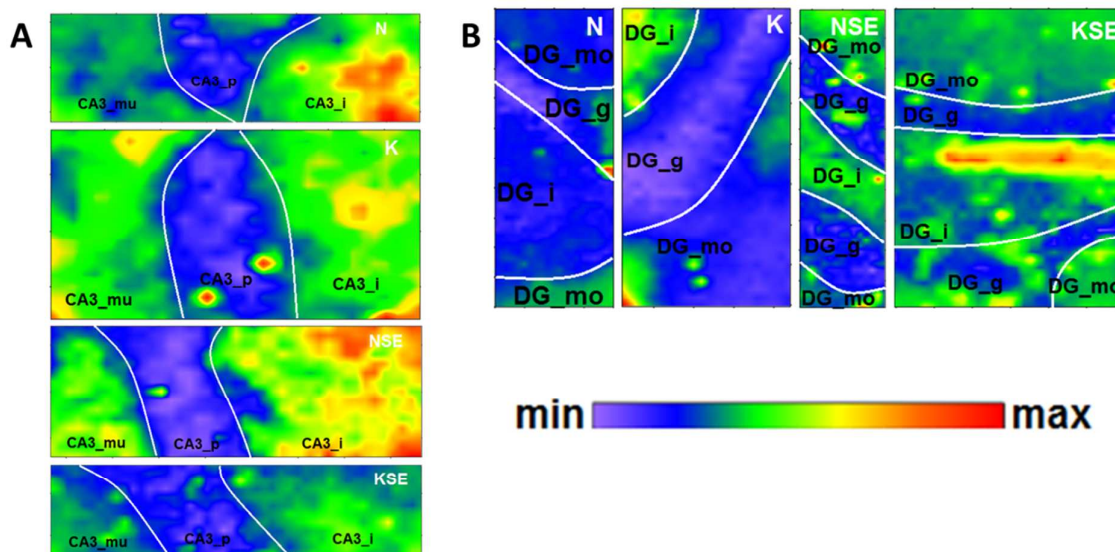 A
N
CA3_mu
CA3_p
CA3_i
K
CA3_mu
CA3_p
CA3_i
NSE
CA3_mu
CA3_p
CA3_i
KSE
CA3_mu
CA3_p
CA3_i
B
N
DG_mo
DG_g
DG_i
DG_mo
K
DG_i
DG_g
DG_mo
NSE
DG_mo
DG_g
DG_i
DG_g
DG_mo
KSE
DG_mo
DG_g
DG_i
DG_g
DG_mo
min
max